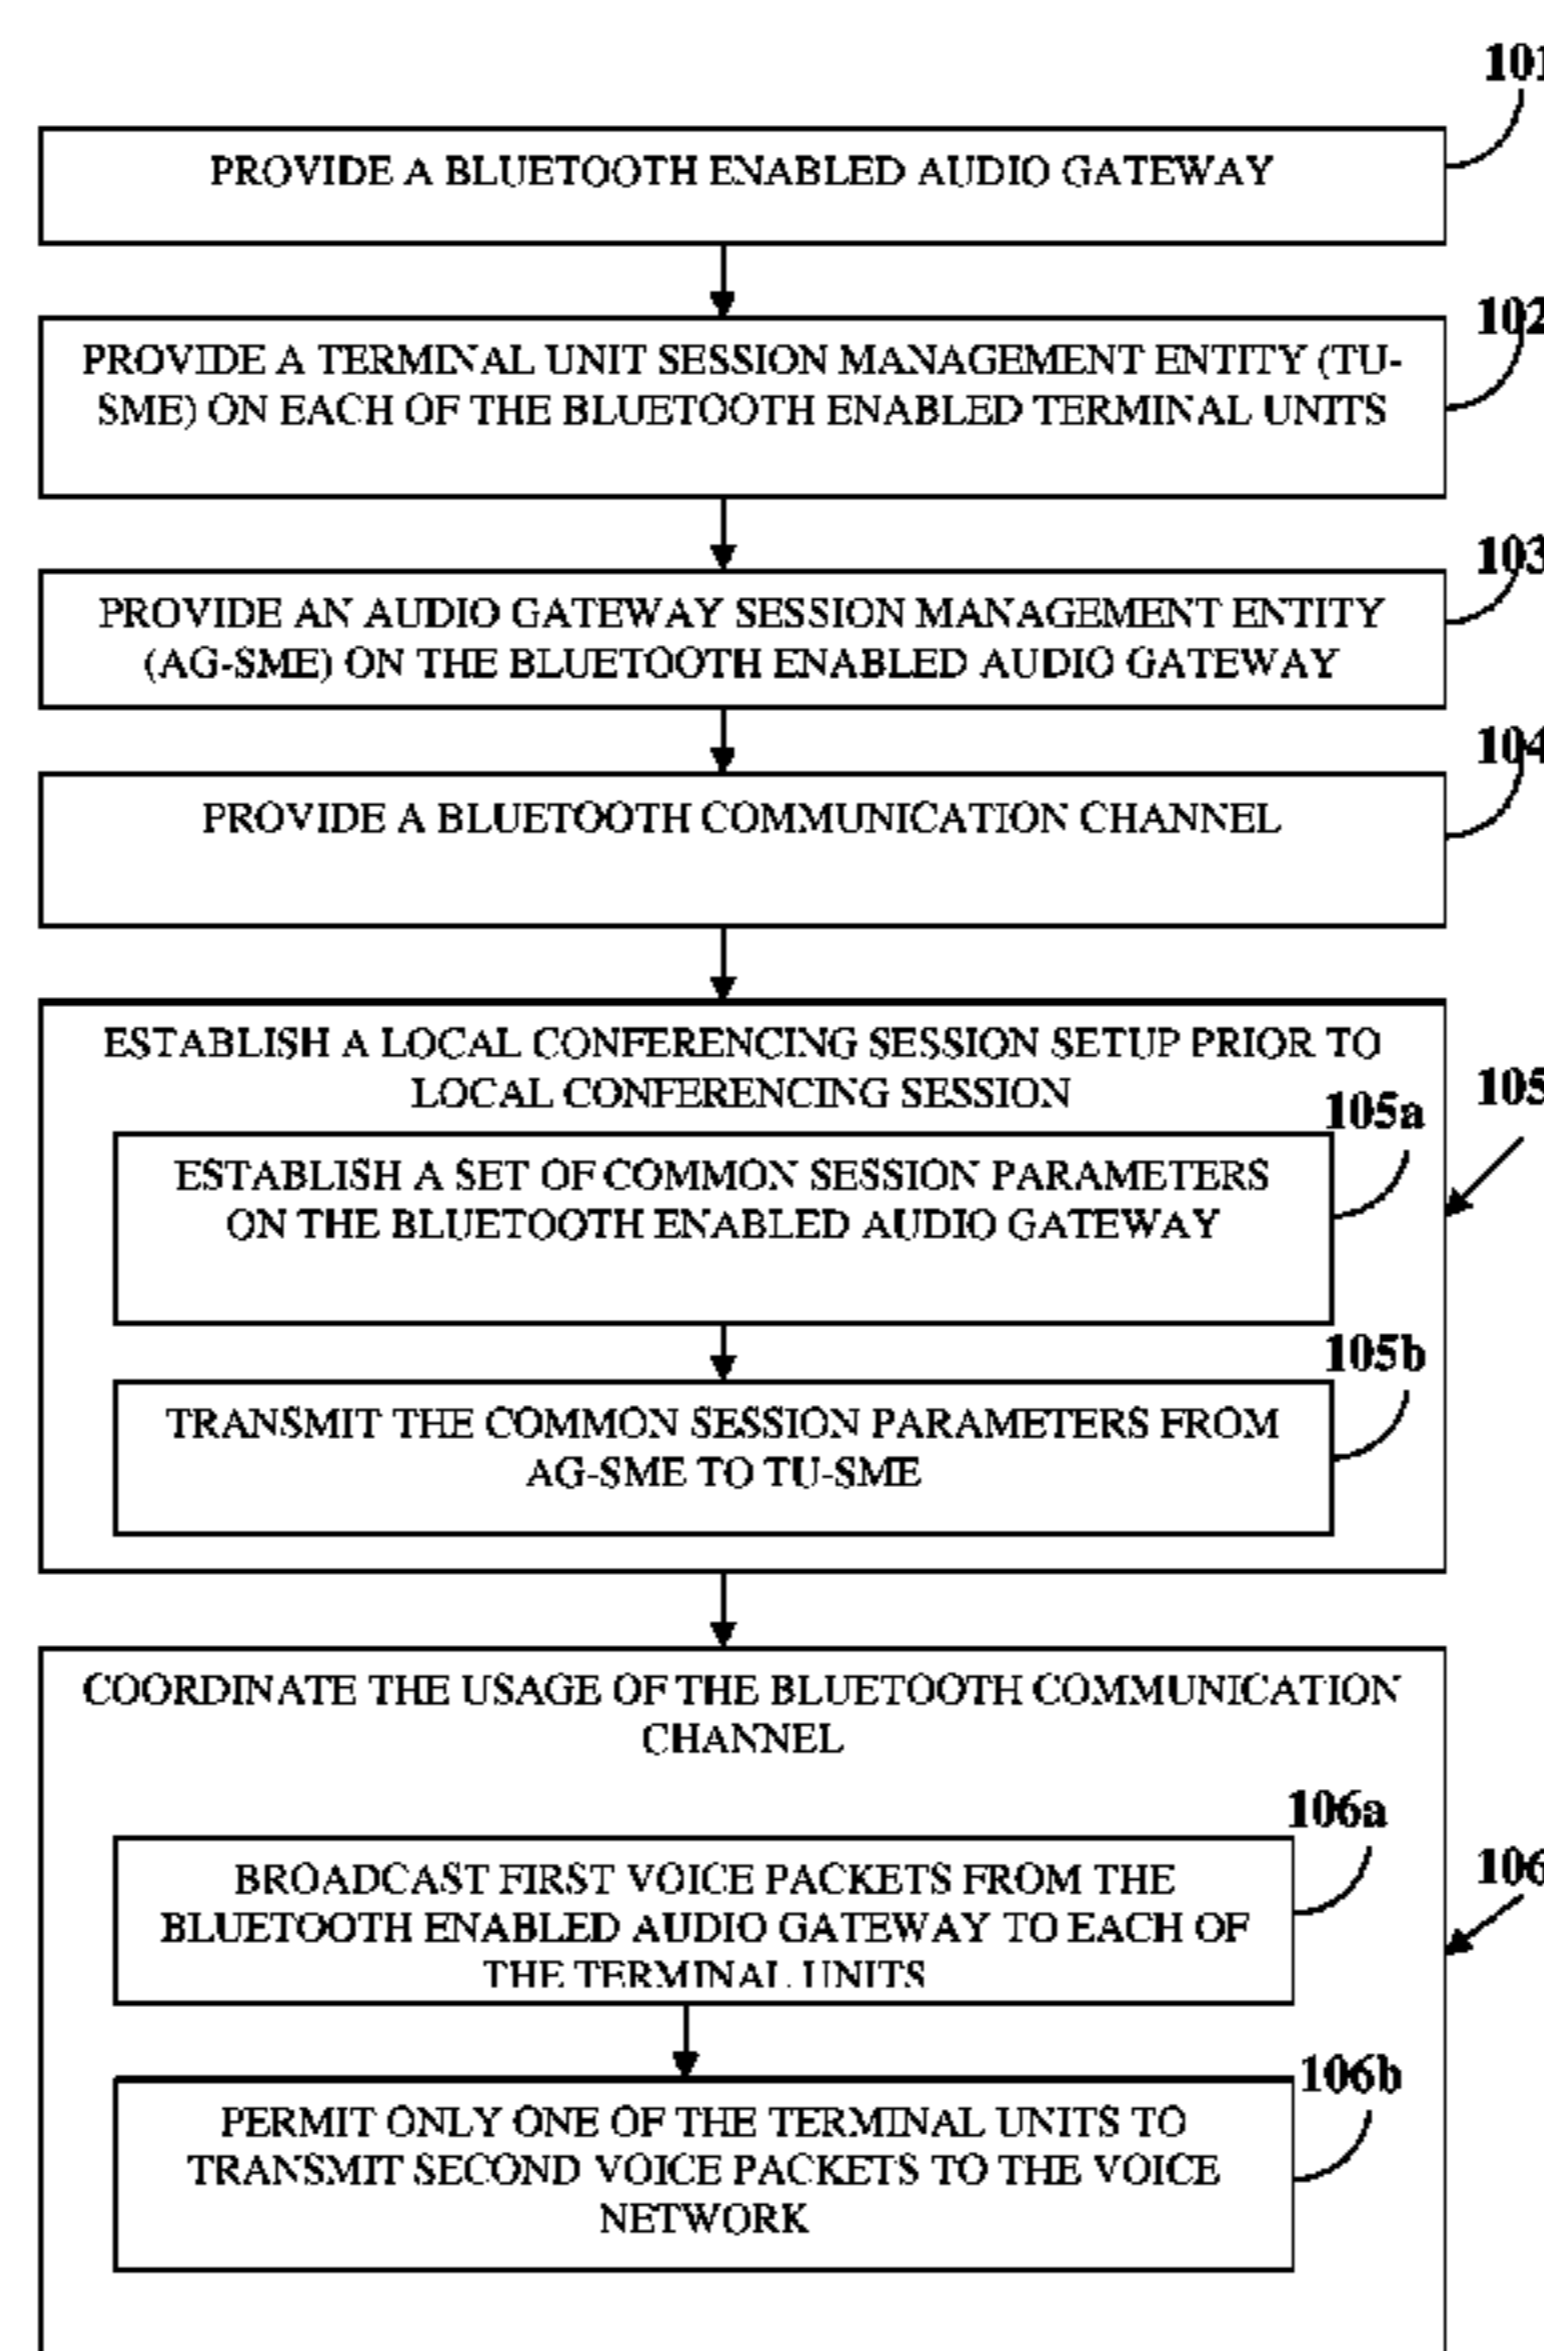 101
PROVIDE A BLUETOOTH ENABLED AUDIO GATEWAY
102
PROVIDE A TERMINAL UNIT SESSION MANAGEMENT ENTITY (TU-
SME) ON EACH OF THE BLUETOOTH ENABLED TERMINAL UNITS
103
PROVIDE AN AUDIO GATEWAY SESSION MANAGEMENT ENTITY
(AG-SME) ON THE BLUETOOTH ENABLED AUDIO GATEWAY
104
PROVIDE A BLUETOOTH COMMUNICATION CHANNEL
ESTABLISH A LOCAL CONFERENCING SESSION SETUP PRIOR TO
LOCAL CONFERENCING SESSION
105
105a
ESTABLISH A SET OF COMMON SESSION PARAMETERS
ON THE BLUETOOTH ENABLED AUDIO GATEWAY
105b
TRANSMIT THE COMMON SESSION PARAMETERS FROM
AG-SME TO TU-SME
COORDINATE THE USAGE OF THE BLUETOOTH COMMUNICATION
CHANNEL
106a
106
BROADCAST FIRST VOICE PACKETS FROM THE
BLUETOOTH ENABLED AUDIO GATEWAY TO EACH OF
THE TERMINAL UNITS
106b
PERMIT ONLY ONE OF THE TERMINAL UNITS TO
TRANSMIT SECOND VOICE PACKETS TO THE VOICE
NETWORK